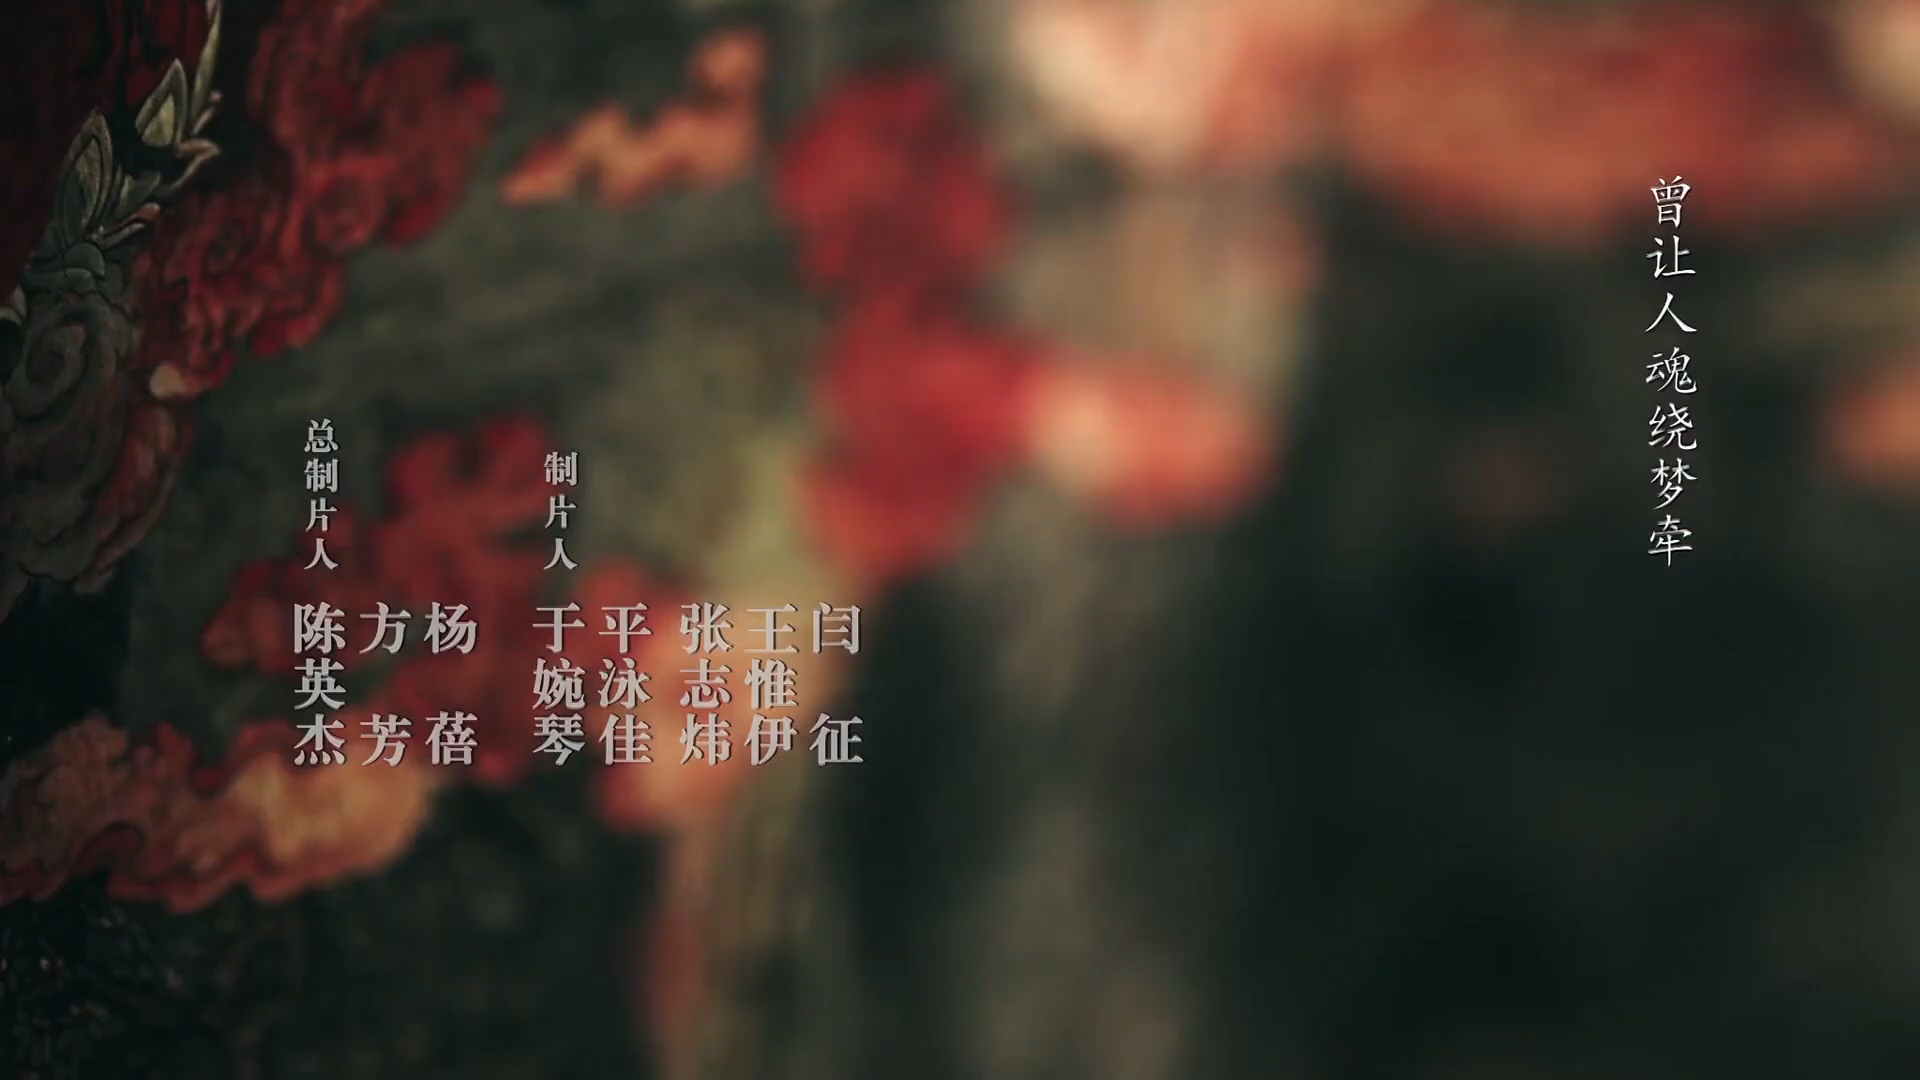 曾让人魂绕梦牵
总制片人
陈英杰
方芳
杨蓓
制片人
于婉琴
平泳佳
张志炜
王惟伊
闫征